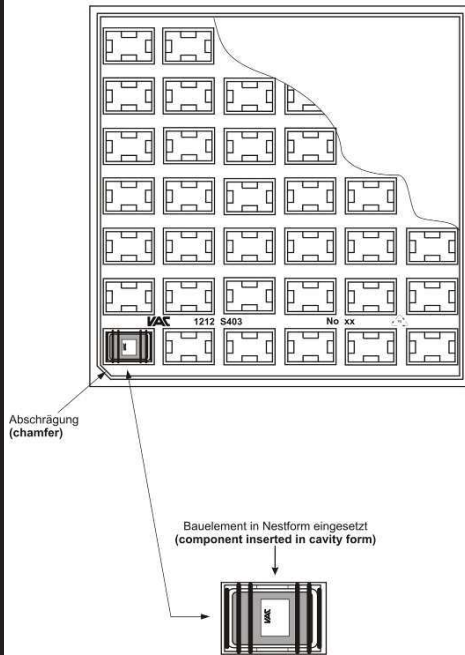 VAC 1212 S403 No xx
Abschrägung
(chamfer)
Bauelement in Nestform eingesetzt
(component inserted in cavity form)
VAC